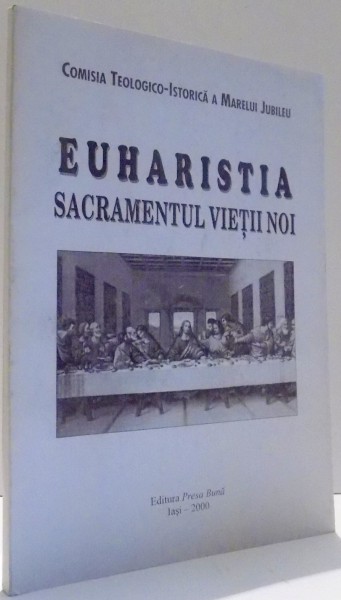 COMISIA TEOLOGICO-ISTORICĂ A MARELUI JUBILEU
EUHARISTIA
SACRAMENTUL VIEȚII NOI
Editura Presa Bună
Iași – 2000